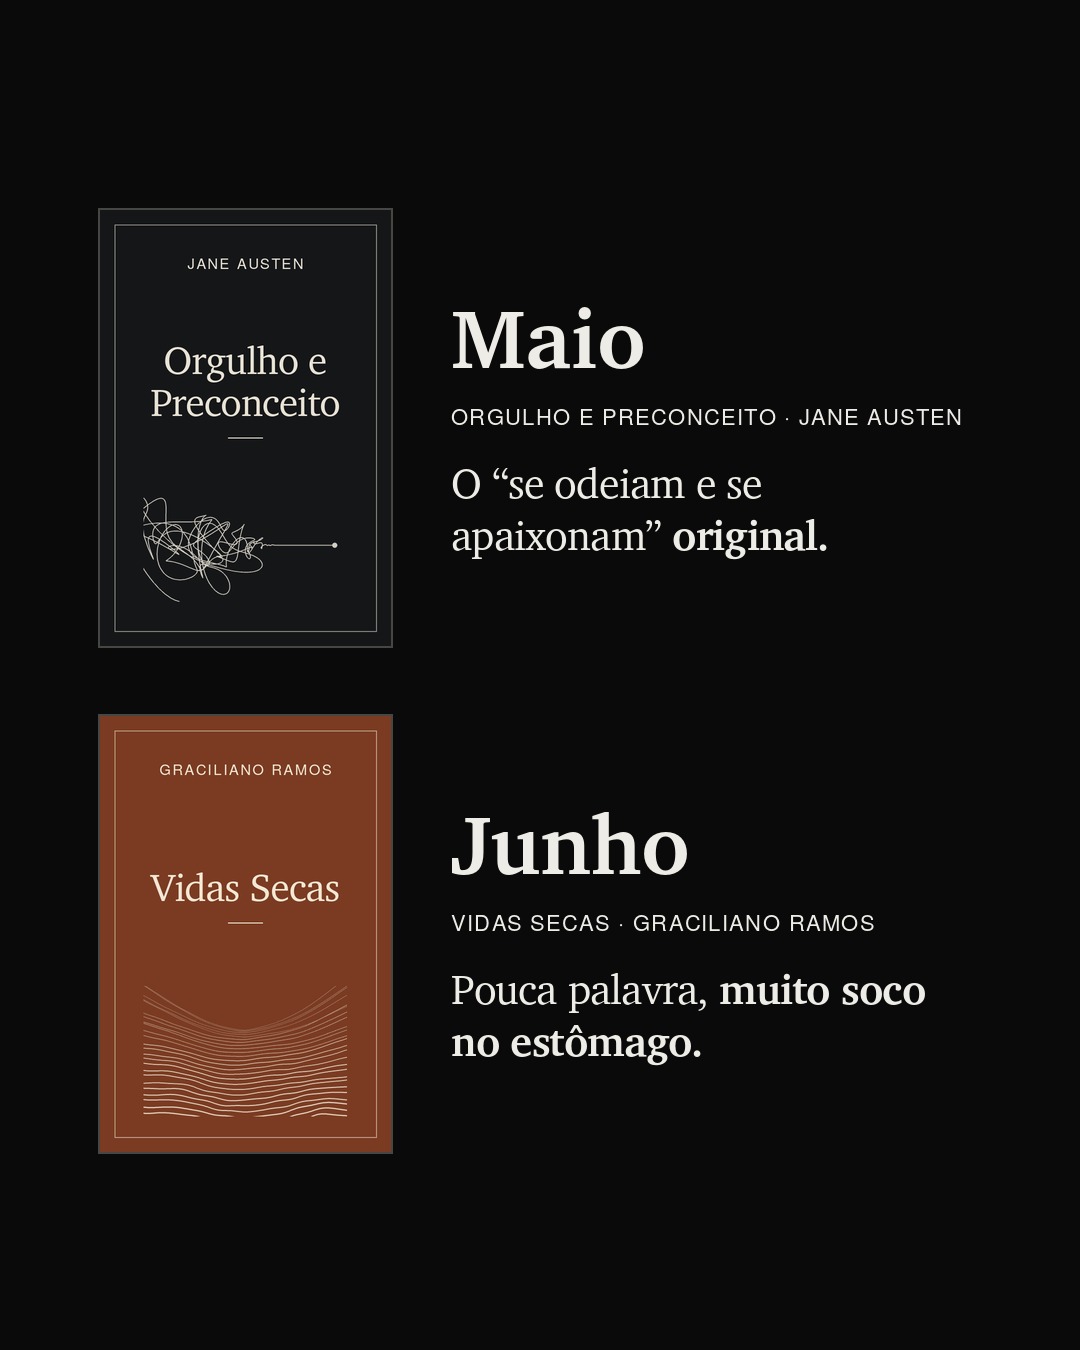 JANE AUSTEN
Orgulho e
Preconceito
Maio
ORGULHO E PRECONCEITO · JANE AUSTEN
O “se odeiam e se
apaixonam” original.
GRACILIANO RAMOS
Vidas Secas
Junho
VIDAS SECAS · GRACILIANO RAMOS
Pouca palavra, muito soco
no estômago.